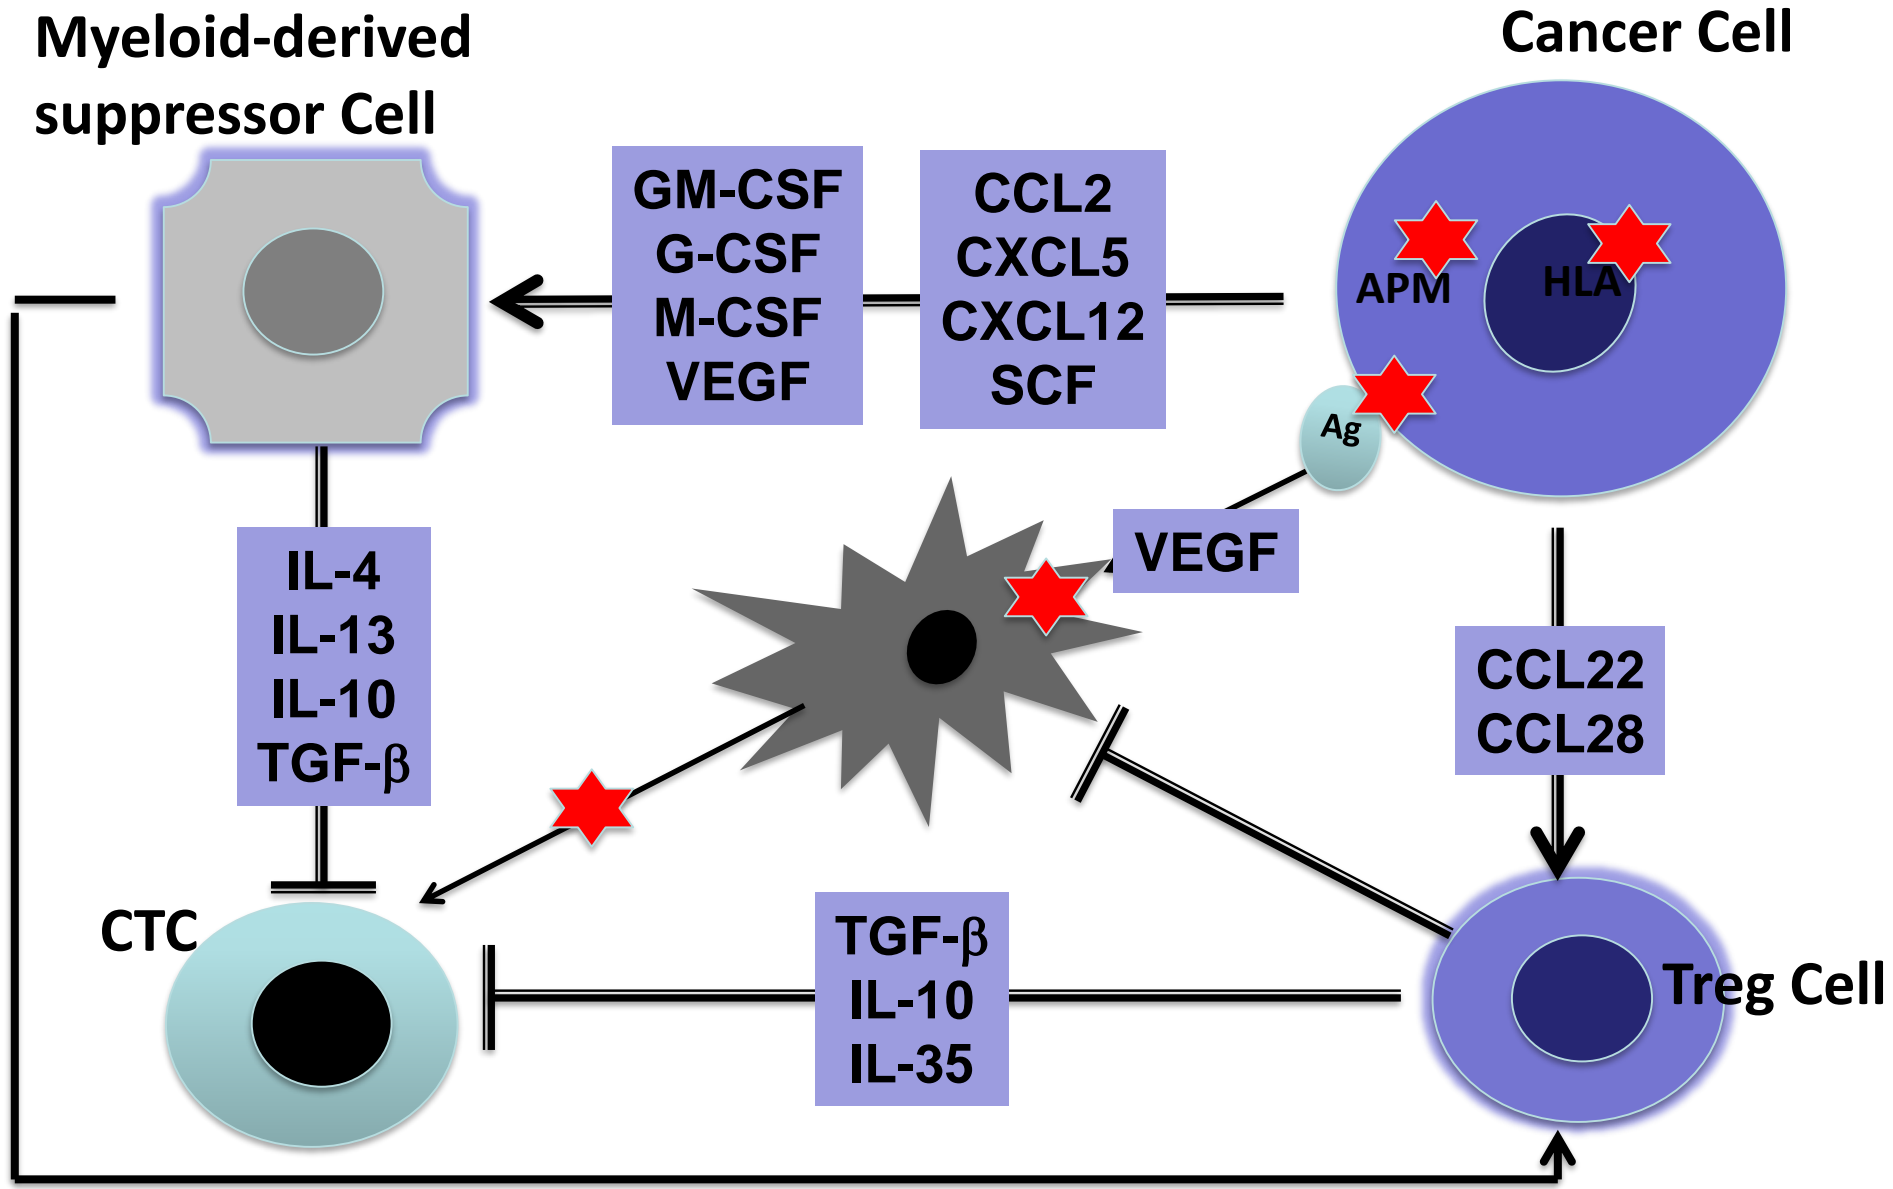 Myeloid-derived
suppressor Cell
Cancer Cell
GM-CSF
G-CSF
M-CSF
VEGF
CCL2
CXCL5
CXCL12
SCF
APM
HLA
Ag
VEGF
IL-4
IL-13
IL-10
TGF-β
CCL22
CCL28
CTC
TGF-β
IL-10
IL-35
Treg Cell